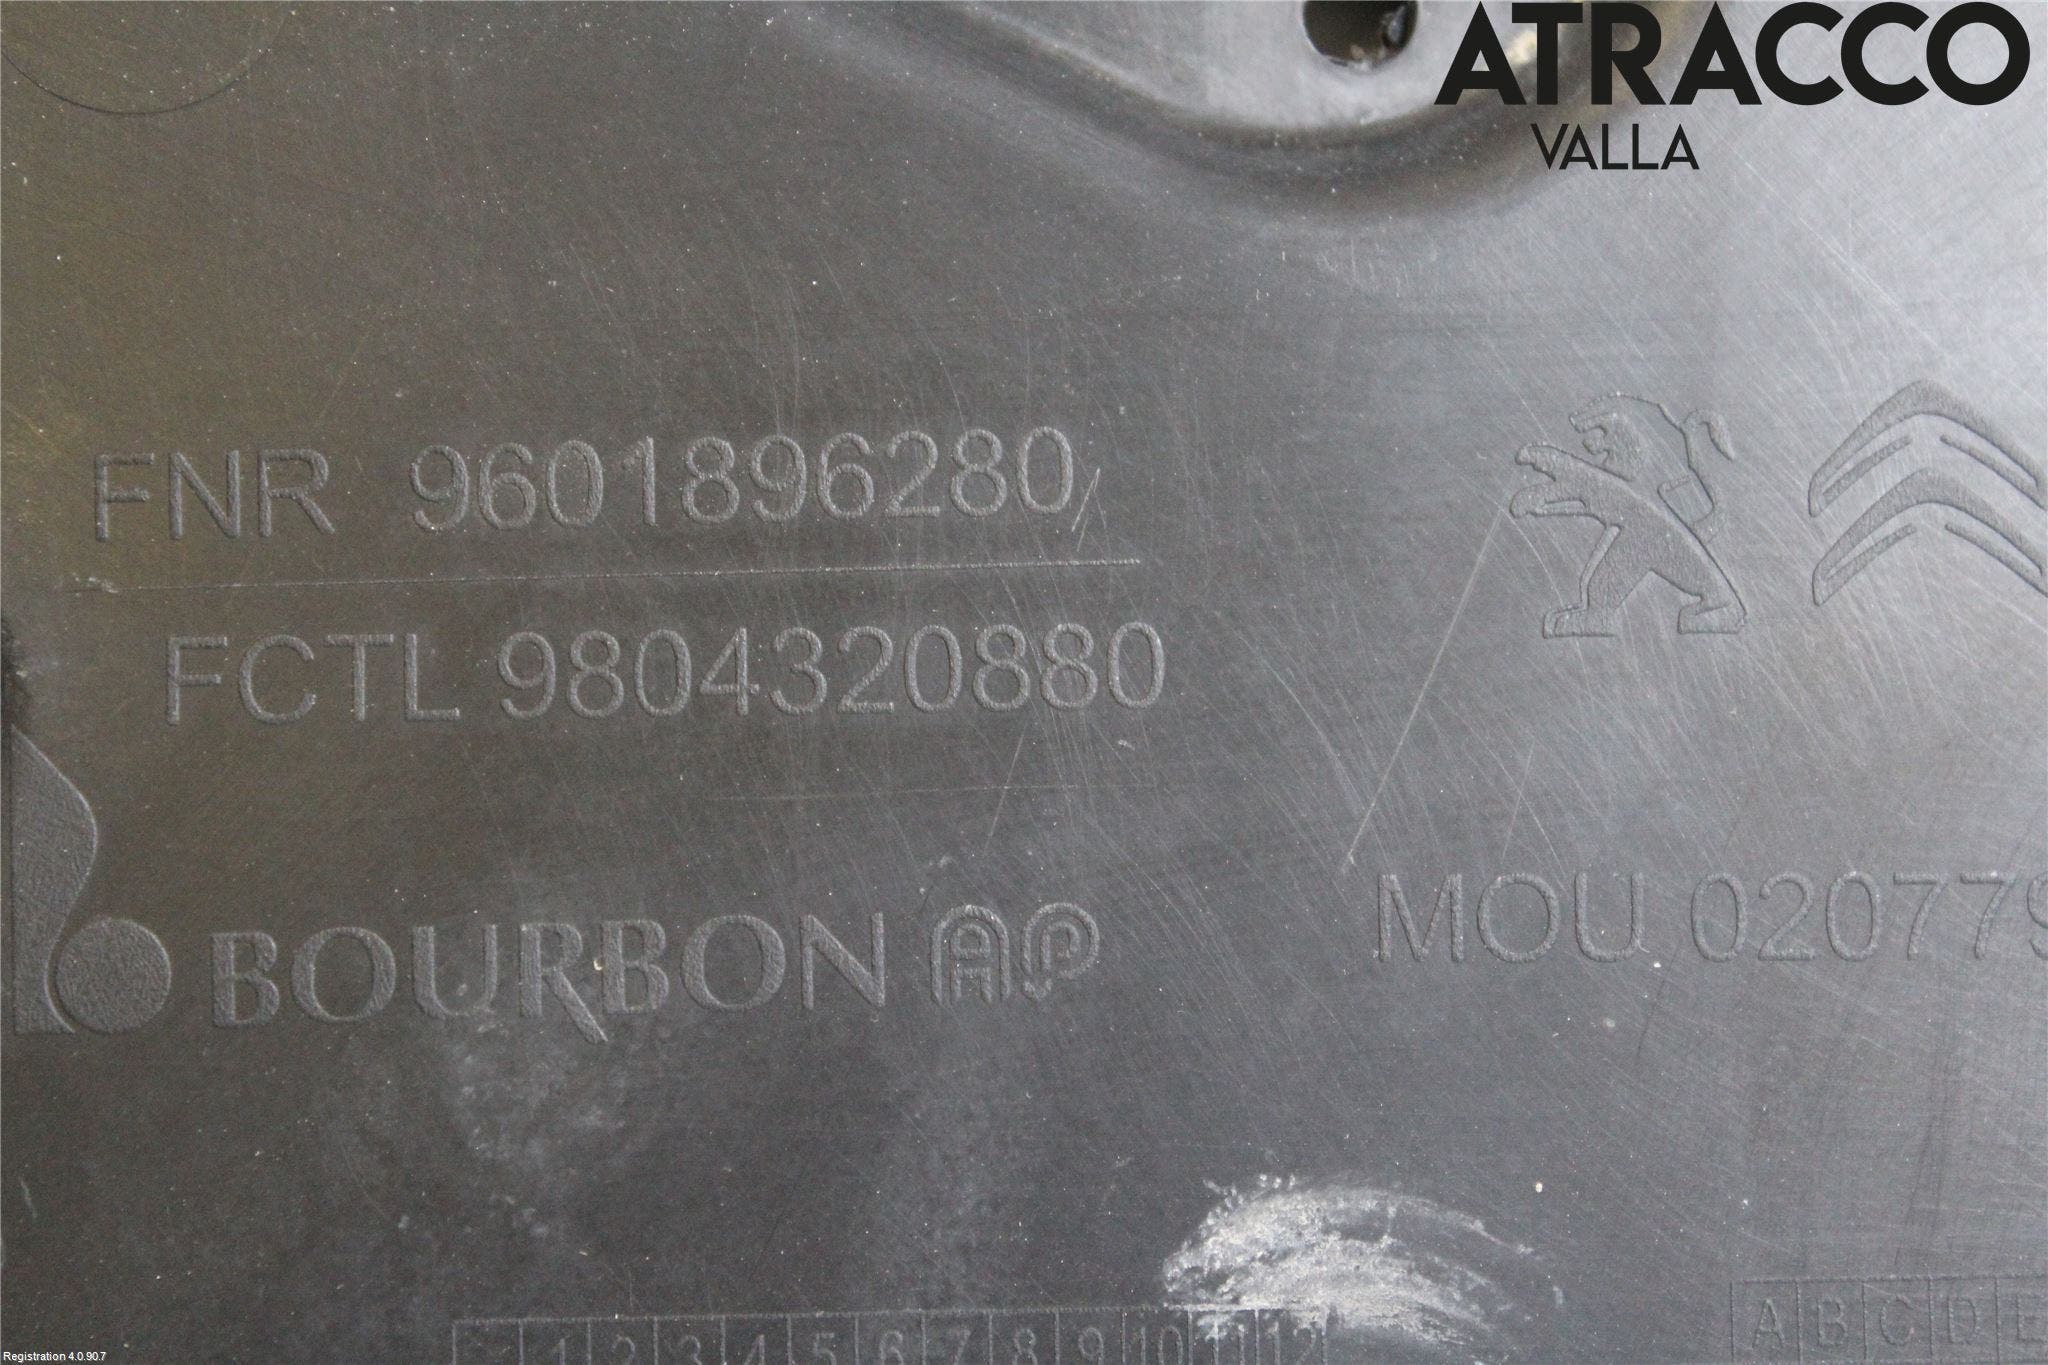 ATRACCO
VALLA
FNR 9601896280
FCTL 9804320880
BOURBON AP
MOU 020779
1 2 3 4 5 6 7 8 9 10 11 12
A B C D E
Registration 4.0.90.7